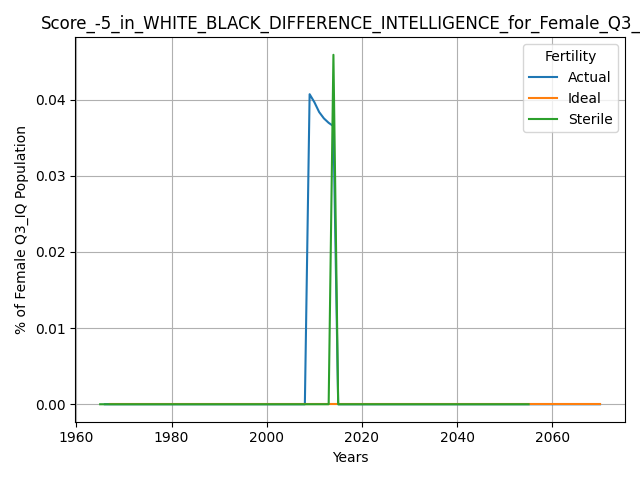 Score_-5_in_WHITE_BLACK_DIFFERENCE_INTELLIGENCE_for_Female_Q3_
Fertility
Actual
Ideal
Sterile
% of Female Q3_IQ Population
0.04
0.03
0.02
0.01
0.00
1960 1980 2000 2020 2040 2060
Years